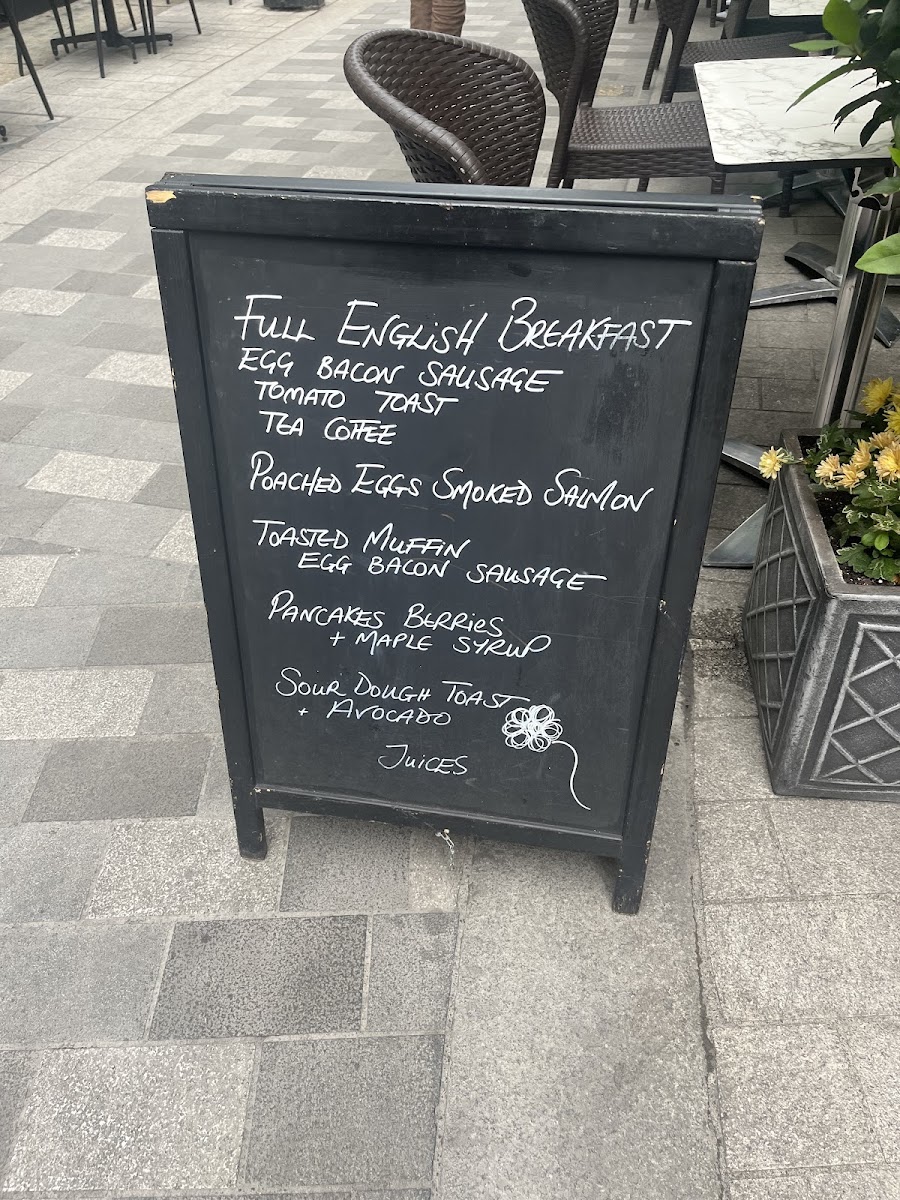 FULL ENGLISH BREAKFAST
EGG BACON SAUSAGE
TOMATO TOAST
TEA COFFEE
POACHED EGGS SMOKED SALMON
TOASTED MUFFIN
EGG BACON SAUSAGE
PANCAKES BERRIES
+ MAPLE SYRUP
SOUR DOUGH TOAST
+ AVOCADO
JUICES